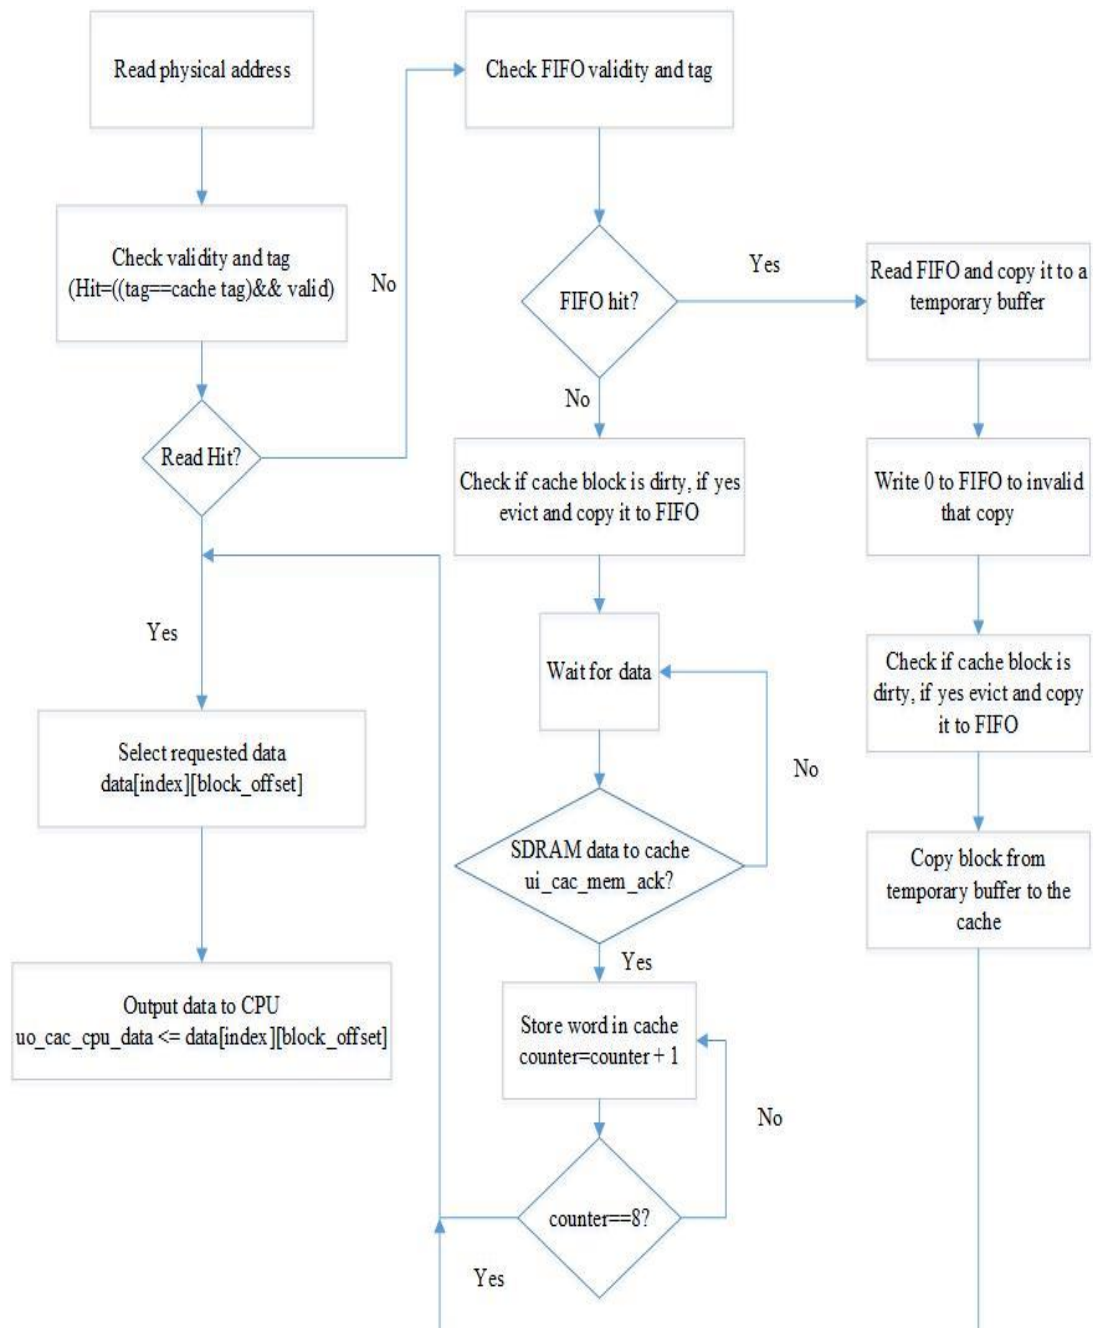 Read physical address
Check validity and tag
(Hit=((tag==cache tag)&& valid)
Read Hit?
No
Yes
Select requested data
data[index][block_offset]
Output data to CPU
uo_cac_cpu_data <= data[index][block_offset]
Check FIFO validity and tag
FIFO hit?
Yes
No
Check if cache block is dirty, if yes
evict and copy it to FIFO
Wait for data
No
SDRAM data to cache
ui_cac_mem_ack?
Yes
Store word in cache
counter=counter + 1
No
counter==8?
Yes
Read FIFO and copy it to a
temporary buffer
Write 0 to FIFO to invalid
that copy
Check if cache block is
dirty, if yes evict and copy
it to FIFO
Copy block from
temporary buffer to the
cache